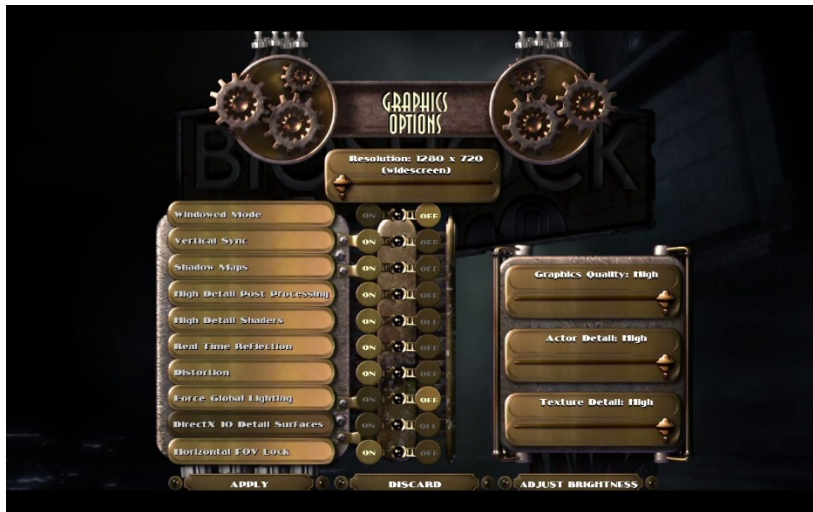 GRAPHICS
OPTIONS
BIOSHOCK
Resolution: 1280 x 720
(widescreen)
Windowed Mode ON OFF
Vertical Sync ON OFF
Shadow Maps ON OFF
High Detail Post Processing ON OFF
High Detail Shaders ON OFF
Real Time Reflection ON OFF
Distortion ON OFF
Force Global Lighting ON OFF
DirectX 10 Detail Surfaces ON OFF
Horizontal FOV Lock ON OFF
Graphics Quality: High
Actor Detail: High
Texture Detail: High
APPLY
DISCARD
ADJUST BRIGHTNESS